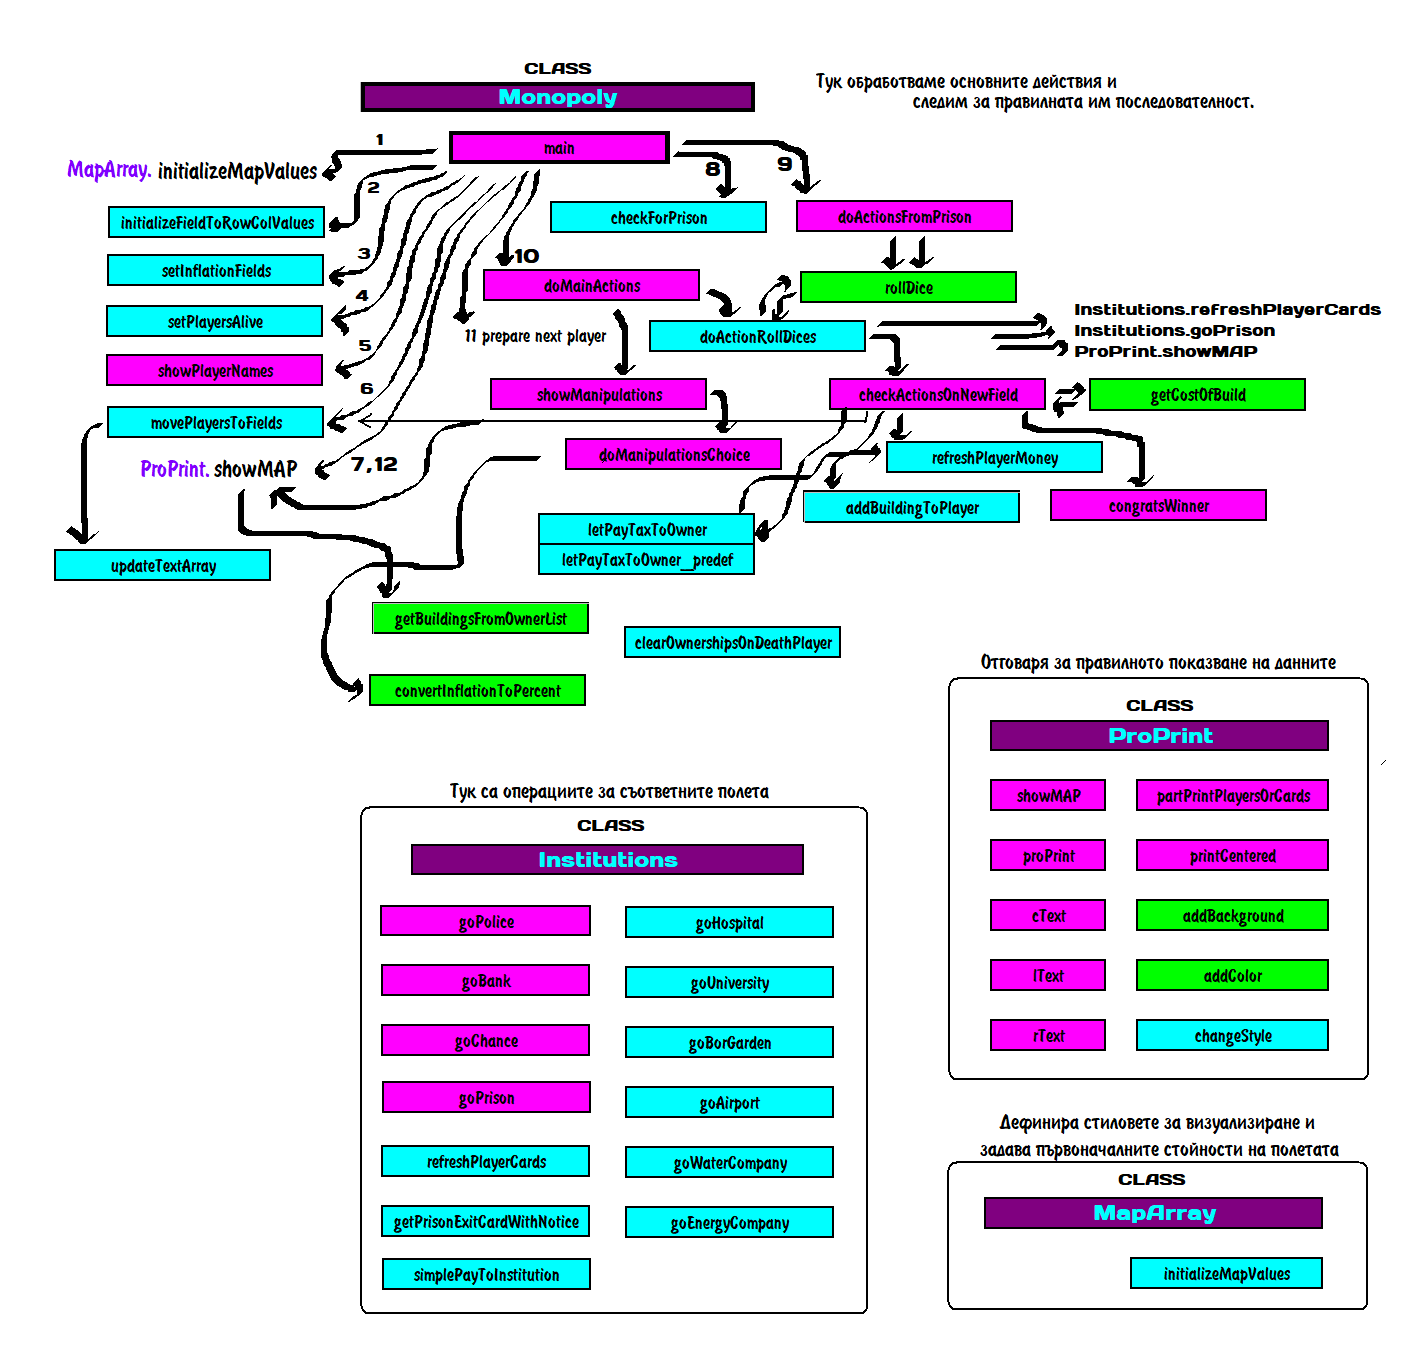 CLASS
Monopoly
Тук обработваме основните действия и
следим за правилната им последователност.
main
1
MapArray. initializeMapValues
2
initializeFieldToRowColValues
3
setInflationFields
4
setPlayersAlive
5
showPlayerNames
6
movePlayersToFields
7,12
ProPrint. showMAP
updateTextArray
8
checkForPrison
9
doActionsFromPrison
10
doMainActions
rollDice
11 prepare next player
doActionRollDices
Institutions.refreshPlayerCards
Institutions.goPrison
ProPrint.showMAP
showManipulations
checkActionsOnNewField
getCostOfBuild
doManipulationsChoice
refreshPlayerMoney
addBuildingToPlayer
congratsWinner
letPayTaxToOwner
letPayTaxToOwner_predef
getBuildingsFromOwnerList
clearOwnershipsOnDeathPlayer
convertInflationToPercent
Отговаря за правилното показване на данните
CLASS
ProPrint
showMAP
partPrintPlayersOrCards
proPrint
printCentered
cText
addBackground
lText
addColor
rText
changeStyle
Тук са операциите за съответните полета
CLASS
Institutions
goPolice
goHospital
goBank
goUniversity
goChance
goBorGarden
goPrison
goAirport
refreshPlayerCards
goWaterCompany
getPrisonExitCardWithNotice
goEnergyCompany
simplePayToInstitution
Дефинира стиловете за визуализиране и
задава първоначалните стойности на полетата
CLASS
MapArray
initializeMapValues